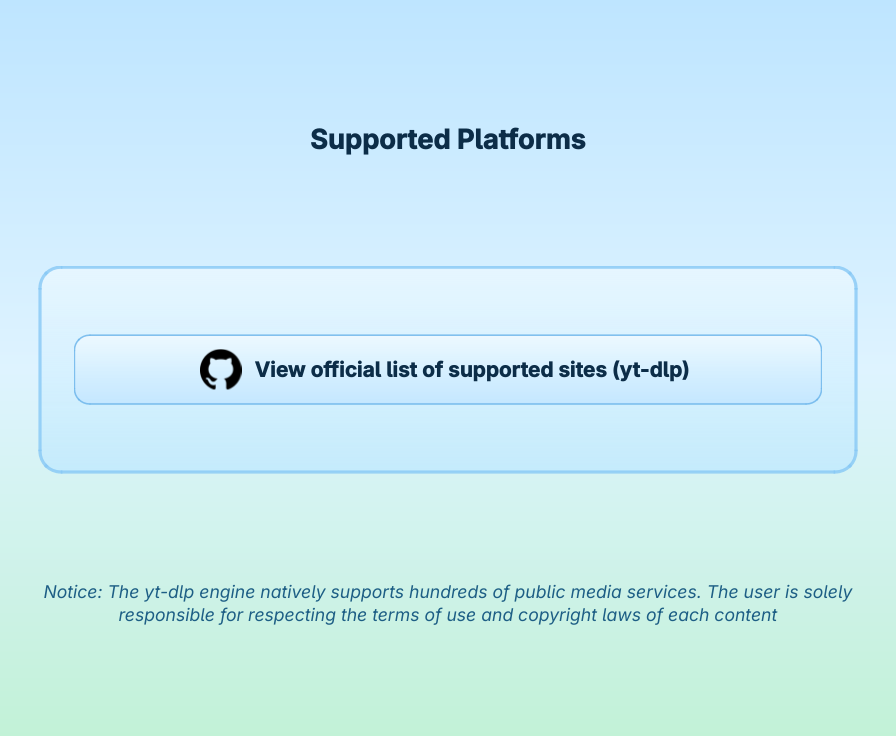 Supported Platforms
View official list of supported sites (yt-dlp)
Notice: The yt-dlp engine natively supports hundreds of public media services. The user is solely
responsible for respecting the terms of use and copyright laws of each content